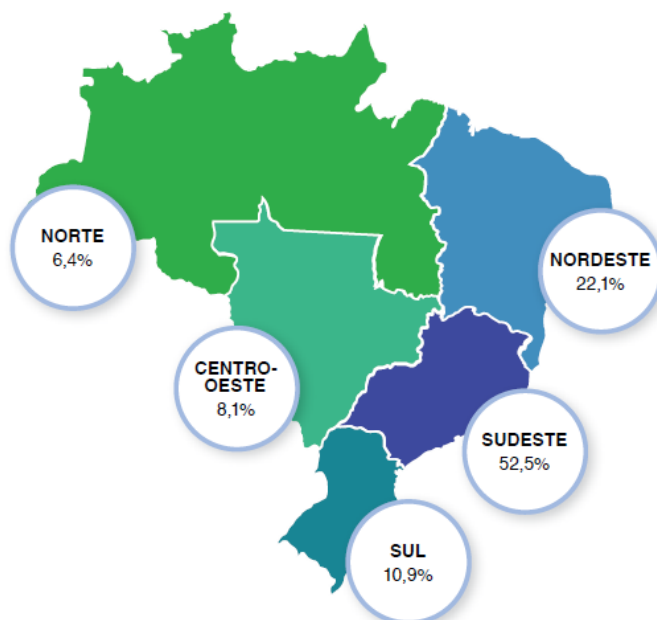 NORTE
6,4%
NORDESTE
22,1%
CENTRO-
OESTE
8,1%
SUDESTE
52,5%
SUL
10,9%